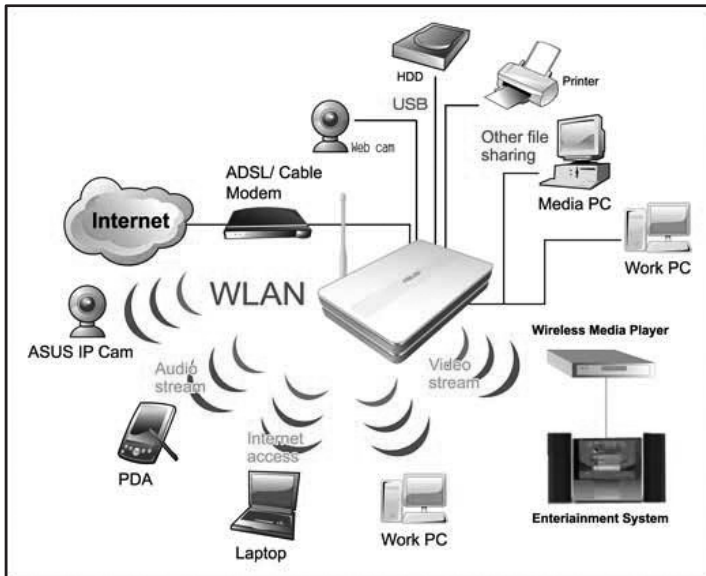 HDD
USB
Printer
Web cam
Other file
sharing
ADSL/ Cable
Modem
Media PC
Internet
Work PC
WLAN
ASUS IP Cam
Wireless Media Player
Audio
stream
Video
stream
Internet
access
PDA
Laptop
Work PC
Enteriainment System
ASUS